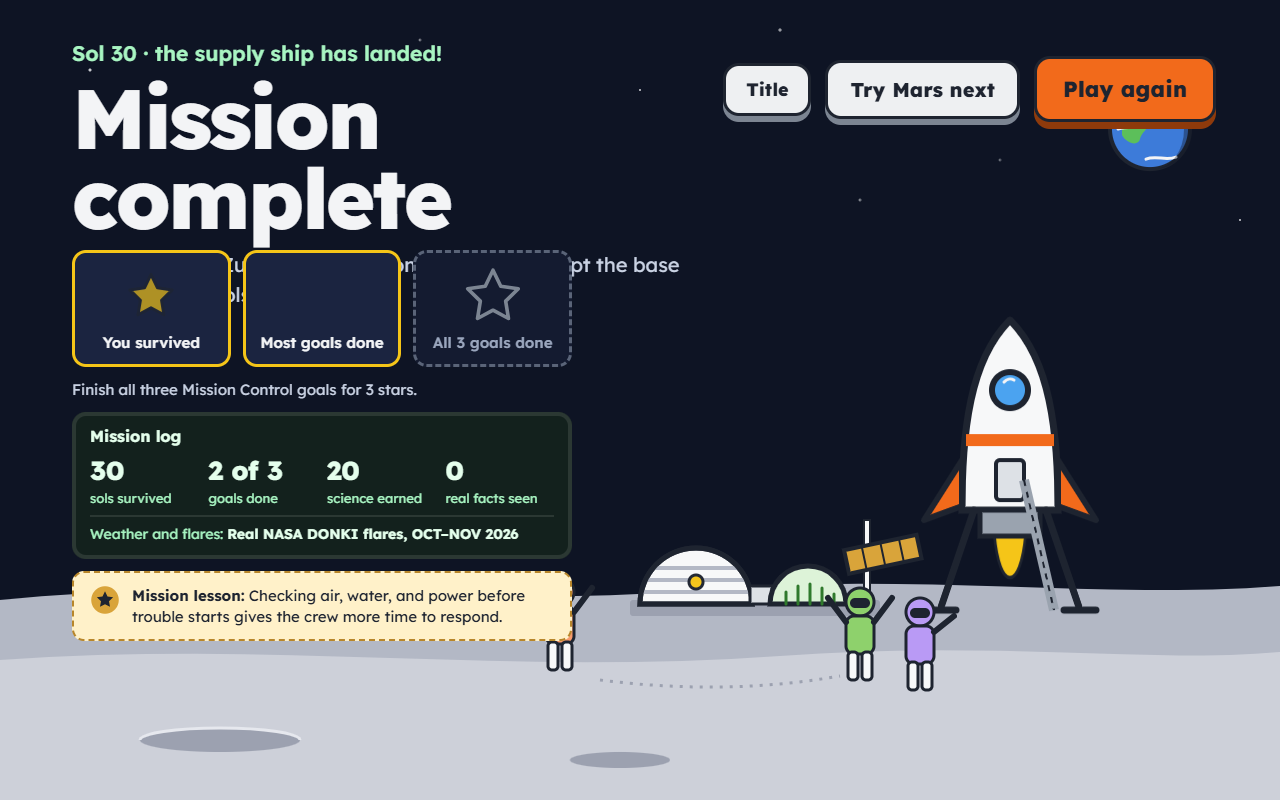 Sol 30 · the supply ship has landed!
Title
Try Mars next
Play again
Mission
complete
the base
You survived
Most goals done
All 3 goals done
Finish all three Mission Control goals for 3 stars.
Mission log
30
2 of 3
20
0
sols survived
goals done
science earned
real facts seen
Weather and flares: Real NASA DONKI flares, OCT–NOV 2026
Mission lesson: Checking air, water, and power before
trouble starts gives the crew more time to respond.